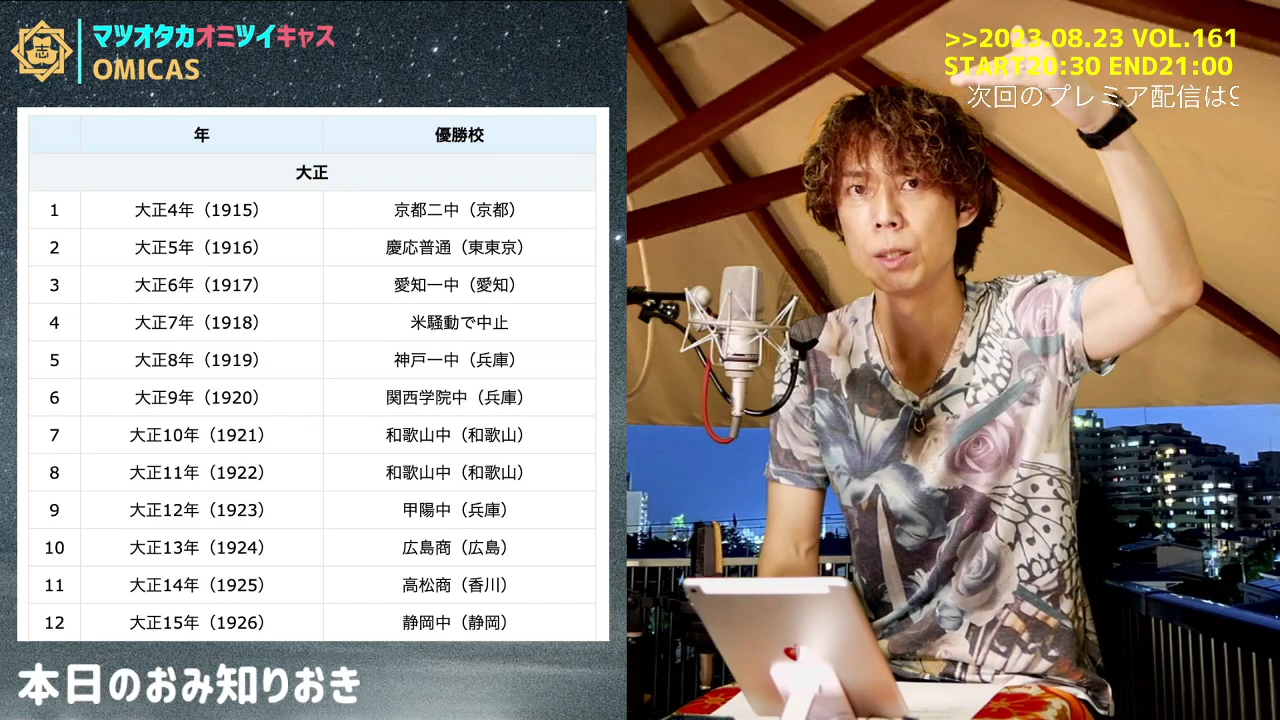 志
マツオタカオミツイキャス
OMICAS
>>2023.08.23 VOL.161
START20:30 END21:00
次回のプレミア配信は9
年 優勝校
大正
1 大正4年（1915） 京都二中（京都）
2 大正5年（1916） 慶応普通（東東京）
3 大正6年（1917） 愛知一中（愛知）
4 大正7年（1918） 米騒動で中止
5 大正8年（1919） 神戸一中（兵庫）
6 大正9年（1920） 関西学院中（兵庫）
7 大正10年（1921） 和歌山中（和歌山）
8 大正11年（1922） 和歌山中（和歌山）
9 大正12年（1923） 甲陽中（兵庫）
10 大正13年（1924） 広島商（広島）
11 大正14年（1925） 高松商（香川）
12 大正15年（1926） 静岡中（静岡）
本日のおみ知りおき